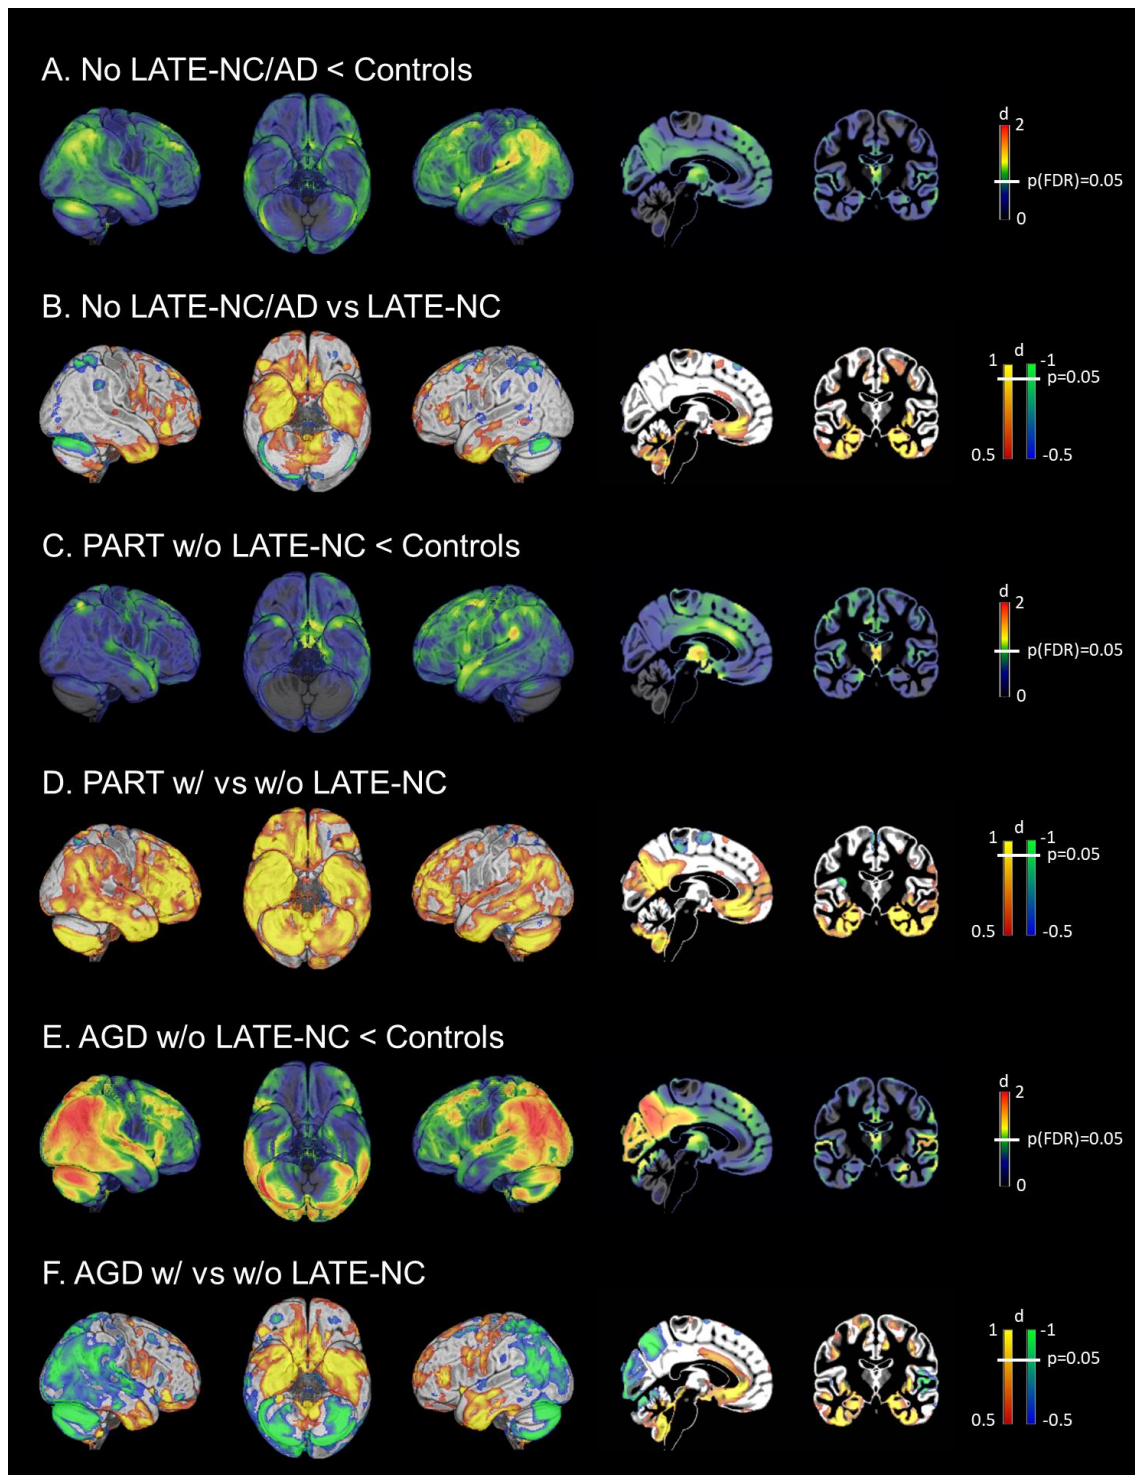 A. No LATE-NC/AD < Controls
d
2
p(FDR)=0.05
0
B. No LATE-NC/AD vs LATE-NC
d
1 -1
p=0.05
0.5 -0.5
C. PART w/o LATE-NC < Controls
d
2
p(FDR)=0.05
0
D. PART w/ vs w/o LATE-NC
d
1 -1
p=0.05
0.5 -0.5
E. AGD w/o LATE-NC < Controls
d
2
p(FDR)=0.05
0
F. AGD w/ vs w/o LATE-NC
d
1 -1
p=0.05
0.5 -0.5